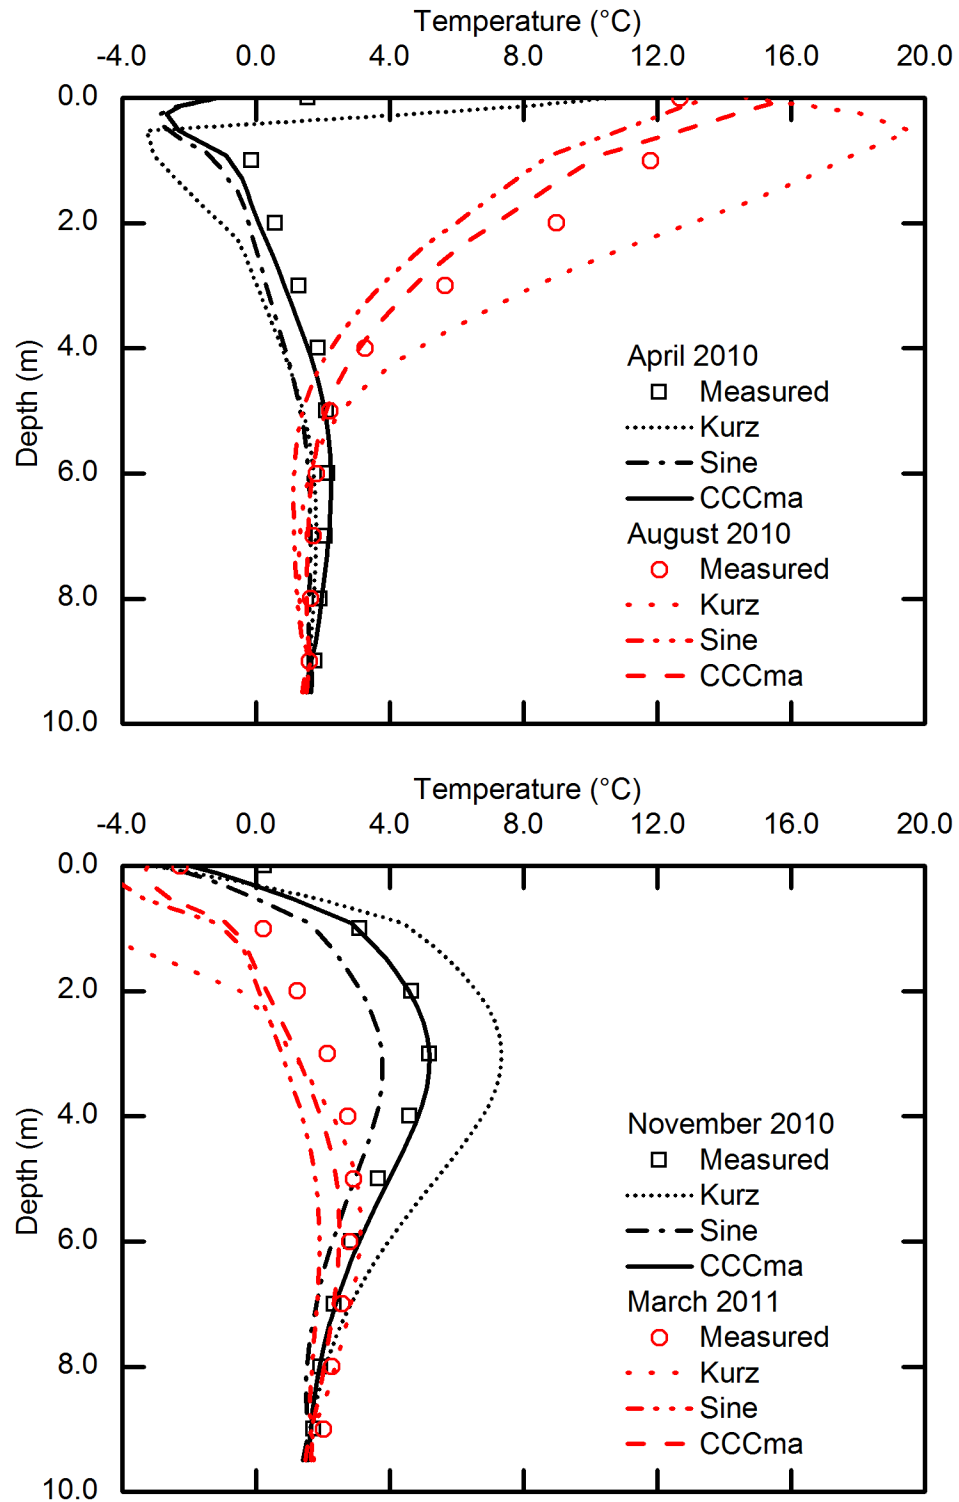 Temperature (°C)
-4.0 0.0 4.0 8.0 12.0 16.0 20.0
0.0
2.0
4.0
6.0
8.0
10.0
Depth (m)
April 2010
Measured
Kurz
Sine
CCCma
August 2010
Measured
Kurz
Sine
CCCma
Temperature (°C)
-4.0 0.0 4.0 8.0 12.0 16.0 20.0
0.0
2.0
4.0
6.0
8.0
10.0
Depth (m)
November 2010
Measured
Kurz
Sine
CCCma
March 2011
Measured
Kurz
Sine
CCCma